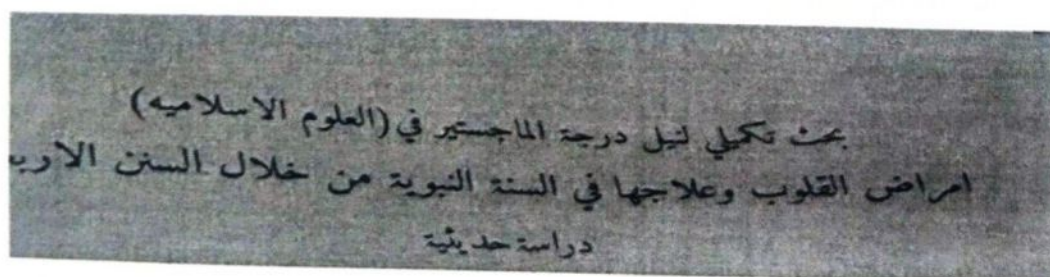 بحث تكميلي لنيل درجة الماجستير في (العلوم الاسلاميه)
امراض القلوب وعلاجها في السنة النبوية من خلال السنن الارب
دراسة حديثية